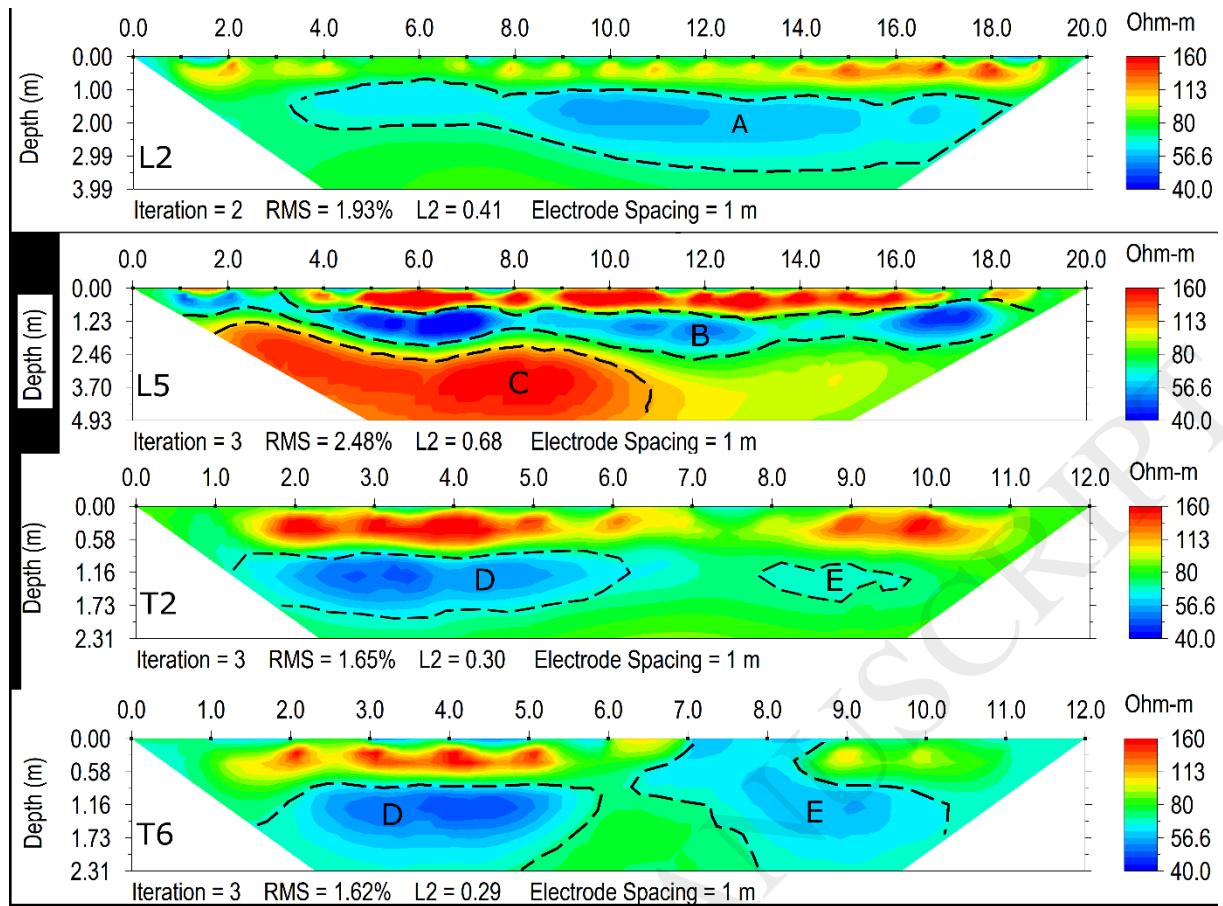 0.0 2.0 4.0 6.0 8.0 10.0 12.0 14.0 16.0 18.0 20.0 Ohm-m
Depth (m)
0.00 160
1.00 113
2.00 80
2.99 56.6
3.99 40.0
A
L2
Iteration = 2 RMS = 1.93% L2 = 0.41 Electrode Spacing = 1 m
0.0 2.0 4.0 6.0 8.0 10.0 12.0 14.0 16.0 18.0 20.0 Ohm-m
Depth (m)
0.00 160
1.23 113
2.46 80
3.70 56.6
4.93 40.0
B
C
L5
Iteration = 3 RMS = 2.48% L2 = 0.68 Electrode Spacing = 1 m
0.0 1.0 2.0 3.0 4.0 5.0 6.0 7.0 8.0 9.0 10.0 11.0 12.0 Ohm-m
Depth (m)
0.00 160
0.58 113
1.16 80
1.73 56.6
2.31 40.0
D E
T2
Iteration = 3 RMS = 1.65% L2 = 0.30 Electrode Spacing = 1 m
0.0 1.0 2.0 3.0 4.0 5.0 6.0 7.0 8.0 9.0 10.0 11.0 12.0 Ohm-m
Depth (m)
0.00 160
0.58 113
1.16 80
1.73 56.6
2.31 40.0
D E
T6
Iteration = 3 RMS = 1.62% L2 = 0.29 Electrode Spacing = 1 m
ANUSCRIPT